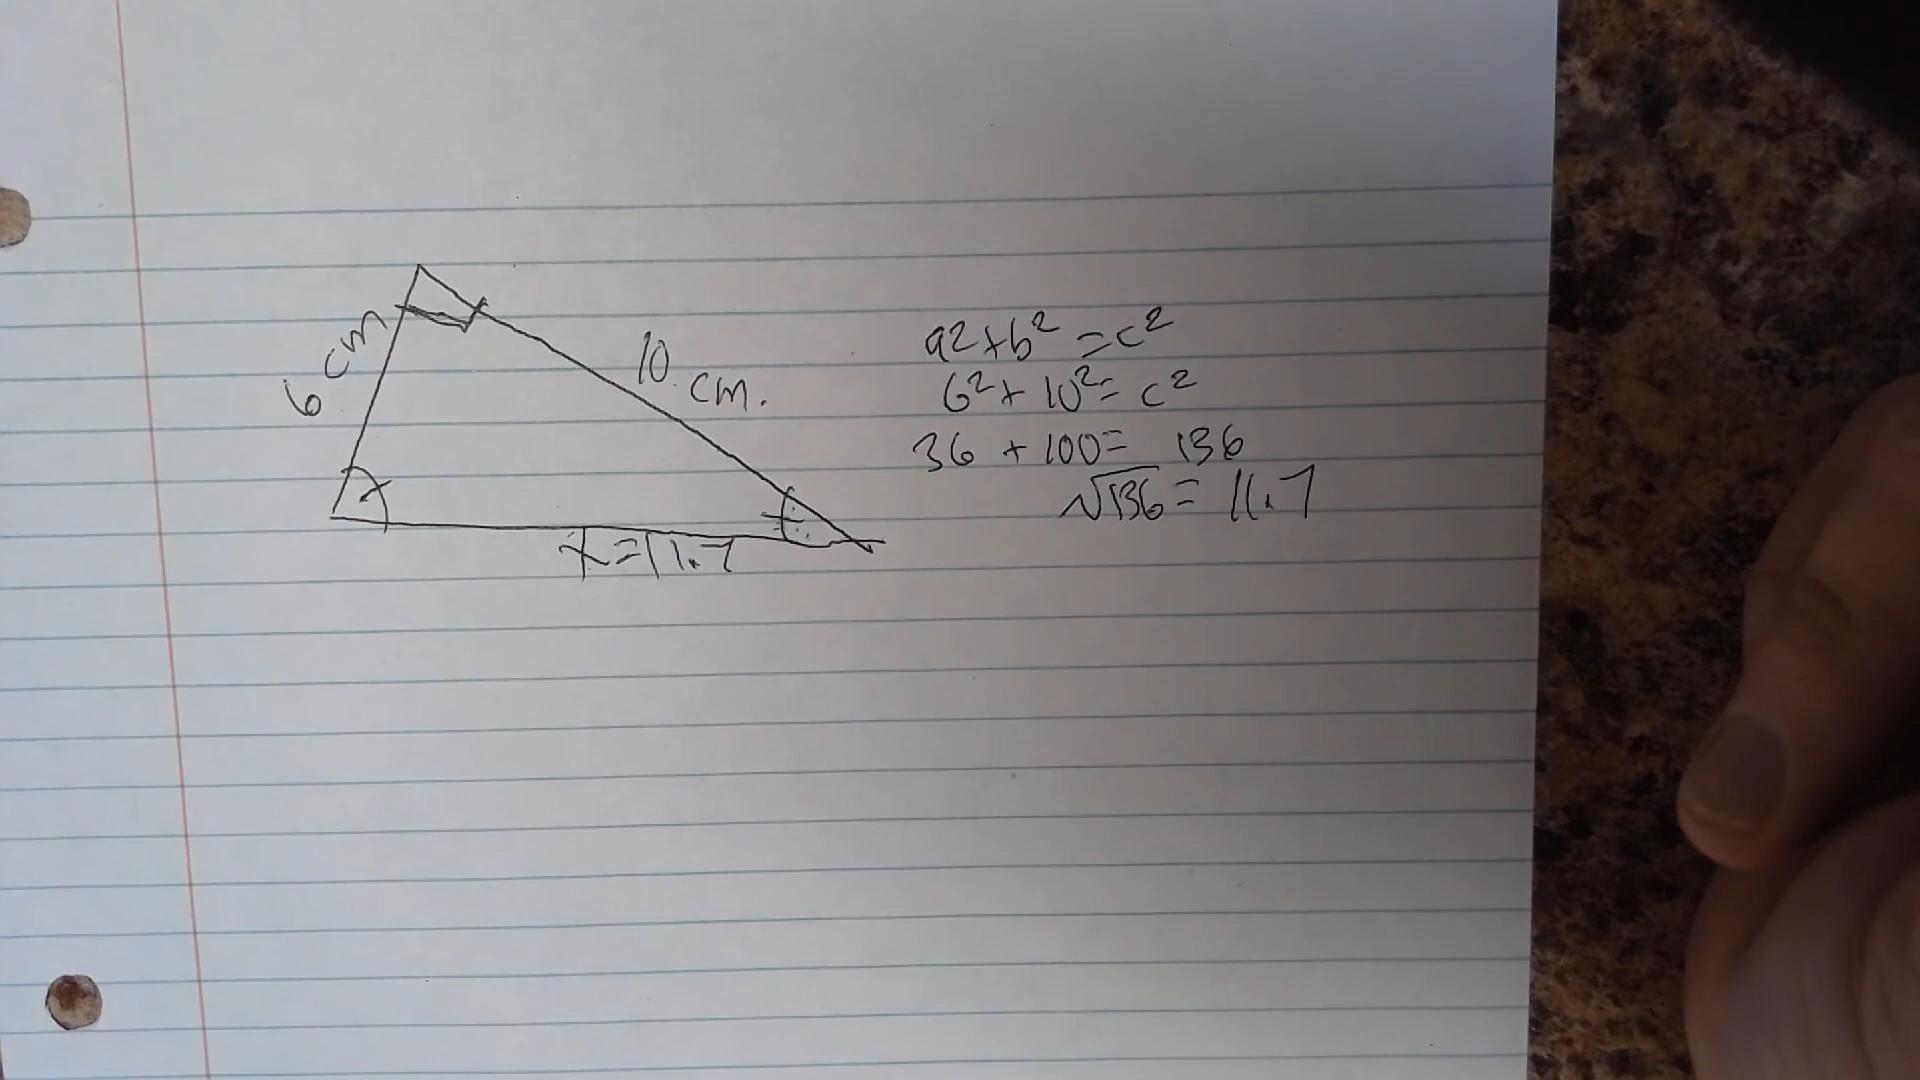 6 cm
10 cm.
x = 11.7
a2 + b² = c²
6² + 10² = c²
36 + 100 = 136
√136 = 11.7